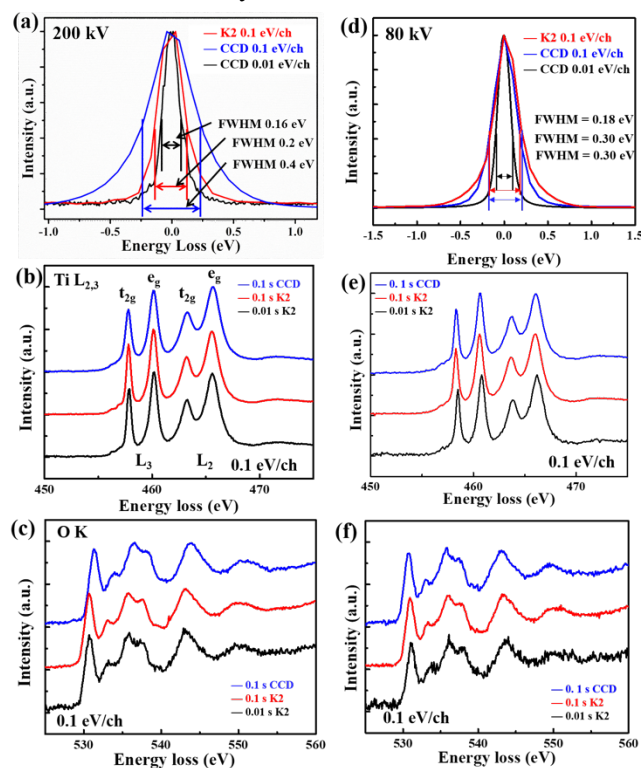 (a)
200 kV
K2 0.1 eV/ch
CCD 0.1 eV/ch
CCD 0.01 eV/ch
FWHM 0.16 eV
FWHM 0.2 eV
FWHM 0.4 eV
Intensity (a.u.)
-1.0 -0.5 0.0 0.5 1.0
Energy Loss (eV)
(d)
80 kV
K2 0.1 eV/ch
CCD 0.1 eV/ch
CCD 0.01 eV/ch
FWHM = 0.18 eV
FWHM = 0.30 eV
FWHM = 0.30 eV
Intensity (a.u.)
-1.5 -1.0 -0.5 0.0 0.5 1.0 1.5
Energy loss (eV)
(b)
Ti L2,3
t2g eg t2g eg
0.1 s CCD
0.1 s K2
0.01 s K2
L3 L2
0.1 eV/ch
Intensity (a.u.)
450 460 470
Energy loss (eV)
(e)
0. 1 s CCD
0.1 s K2
0.01 s K2
0.1 eV/ch
Intensity (a.u.)
450 460 470
Energy loss (eV)
(c)
O K
0.1 s CCD
0.1 s K2
0.01 s K2
0.1 eV/ch
Intensity (a.u.)
530 540 550 560
Energy loss (eV)
(f)
0. 1 s CCD
0.1 s K2
0.01 s K2
0.1 eV/ch
Intensity (a.u.)
530 540 550 560
Energy loss (eV)